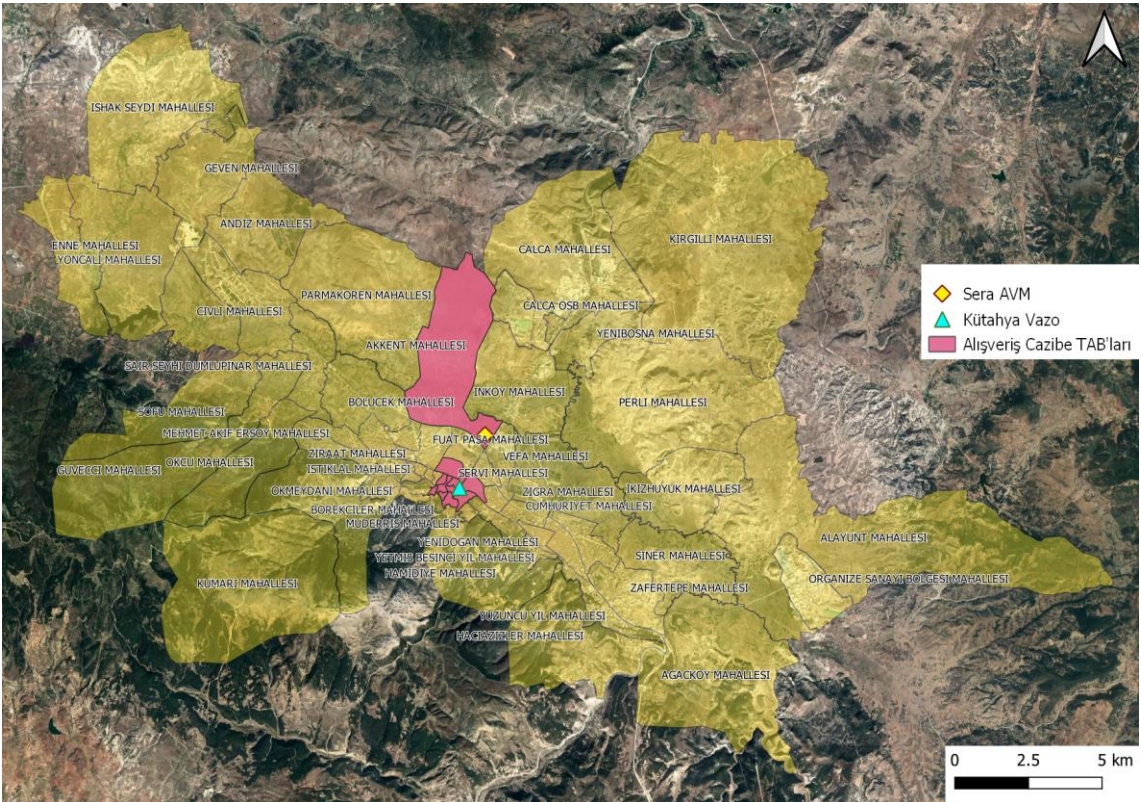 ISHAK SEYDI MAHALLESI
GEVEN MAHALLESI
ANDIZ MAHALLESI
ENNE MAHALLESI
YONCALI MAHALLESI
CIVLI MAHALLESI
PARMAKOREN MAHALLESI
CALCA MAHALLESI
KIRGILLI MAHALLESI
CALCA OSB MAHALLESI
YENIBOSNA MAHALLESI
AKKENT MAHALLESI
SAIR SEYHI DUMLUPINAR MAHALLESI
INKOY MAHALLESI
BOLUCEK MAHALLESI
PERLI MAHALLESI
SOFU MAHALLESI
MEHMET AKIF ERSOY MAHALLESI
FUAT PASA MAHALLESI
ZIRAAT MAHALLESI
VEFA MAHALLESI
GUVECCI MAHALLESI
OKCU MAHALLESI
ISTIKLAL MAHALLESI
SERVI MAHALLESI
OKMEYDANI MAHALLESI
ZIGRA MAHALLESI
IKIZHUYUK MAHALLESI
BOREKCILER MAHALLESI
CUMHURIYET MAHALLESI
MUDERRIS MAHALLESI
YENIDOGAN MAHALLESI
ALAYUNT MAHALLESI
YETMIS BESINCI YIL MAHALLESI
SINER MAHALLESI
HAMIDIYE MAHALLESI
KUMARI MAHALLESI
ZAFERTEPE MAHALLESI
ORGANIZE SANAYI BOLGESI MAHALLESI
YUZUNCU YIL MAHALLESI
HACIAZIZLER MAHALLESI
AGACKOY MAHALLESI
Sera AVM
Kütahya Vazo
Alışveriş Cazibe TAB'ları
0 2.5 5 km